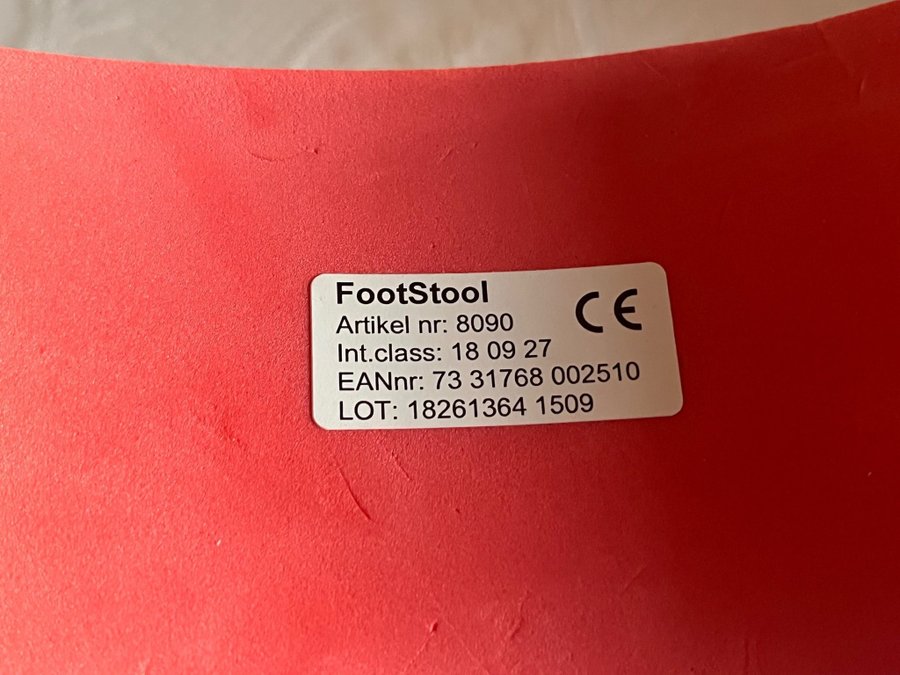 FootStool
CE
Artikel nr: 8090
Int.class: 18 09 27
EANnr: 73 31768 002510
LOT: 18261364 1509